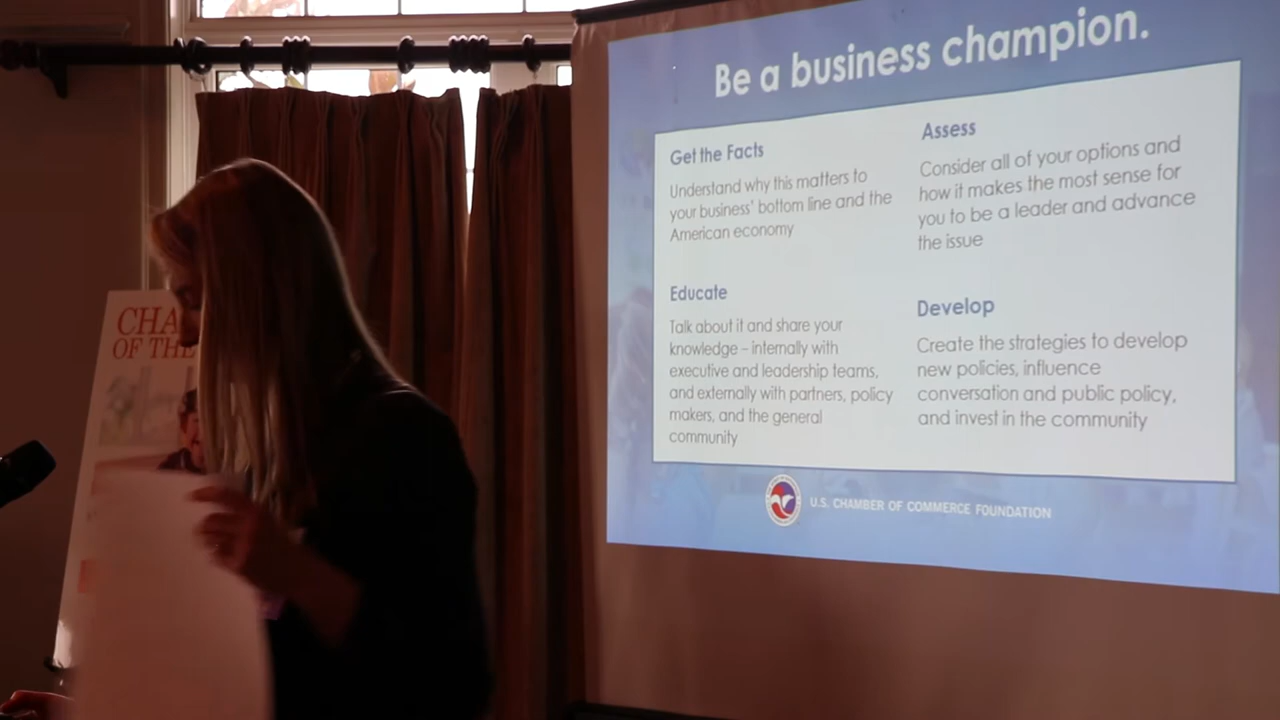 Be a business champion.
Get the Facts
Understand why this matters to
your business' bottom line and the
American economy
Assess
Consider all of your options and
how it makes the most sense for
you to be a leader and advance
the issue
Educate
Talk about it and share your
knowledge – internally with
executive and leadership teams,
and externally with partners, policy
makers, and the general
community
Develop
Create the strategies to develop
new policies, influence
conversation and public policy,
and invest in the community
U.S. CHAMBER OF COMMERCE FOUNDATION
OF THE